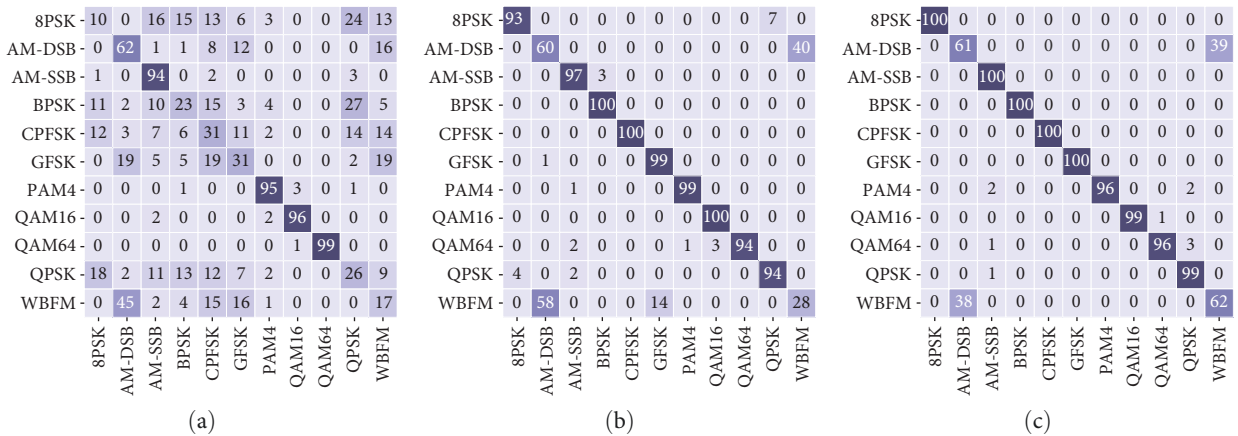 8PSK 10 0 16 15 13 6 3 0 0 24 13
AM-DSB 0 62 1 1 8 12 0 0 0 0 16
AM-SSB 1 0 94 0 2 0 0 0 0 3 0
BPSK 11 2 10 23 15 3 4 0 0 27 5
CPFSK 12 3 7 6 31 11 2 0 0 14 14
GFSK 0 19 5 5 19 31 0 0 0 2 19
PAM4 0 0 0 1 0 0 95 3 0 1 0
QAM16 0 0 2 0 0 0 2 96 0 0 0
QAM64 0 0 0 0 0 0 0 1 99 0 0
QPSK 18 2 11 13 12 7 2 0 0 26 9
WBFM 0 45 2 4 15 16 1 0 0 0 17
8PSK AM-DSB AM-SSB BPSK CPFSK GFSK PAM4 QAM16 QAM64 QPSK WBFM
(a)
8PSK 93 0 0 0 0 0 0 0 0 7 0
AM-DSB 0 60 0 0 0 0 0 0 0 0 40
AM-SSB 0 0 97 3 0 0 0 0 0 0 0
BPSK 0 0 0 100 0 0 0 0 0 0 0
CPFSK 0 0 0 0 100 0 0 0 0 0 0
GFSK 0 1 0 0 0 99 0 0 0 0 0
PAM4 0 0 1 0 0 0 99 0 0 0 0
QAM16 0 0 0 0 0 0 0 100 0 0 0
QAM64 0 0 2 0 0 0 1 3 94 0 0
QPSK 4 0 2 0 0 0 0 0 0 94 0
WBFM 0 58 0 0 0 14 0 0 0 0 28
8PSK AM-DSB AM-SSB BPSK CPFSK GFSK PAM4 QAM16 QAM64 QPSK WBFM
(b)
8PSK 100 0 0 0 0 0 0 0 0 0 0
AM-DSB 0 61 0 0 0 0 0 0 0 0 39
AM-SSB 0 0 100 0 0 0 0 0 0 0 0
BPSK 0 0 0 100 0 0 0 0 0 0 0
CPFSK 0 0 0 0 100 0 0 0 0 0 0
GFSK 0 0 0 0 0 100 0 0 0 0 0
PAM4 0 0 2 0 0 0 96 0 0 2 0
QAM16 0 0 0 0 0 0 0 99 1 0 0
QAM64 0 0 1 0 0 0 0 0 96 3 0
QPSK 0 0 1 0 0 0 0 0 0 99 0
WBFM 0 38 0 0 0 0 0 0 0 0 62
8PSK AM-DSB AM-SSB BPSK CPFSK GFSK PAM4 QAM16 QAM64 QPSK WBFM
(c)